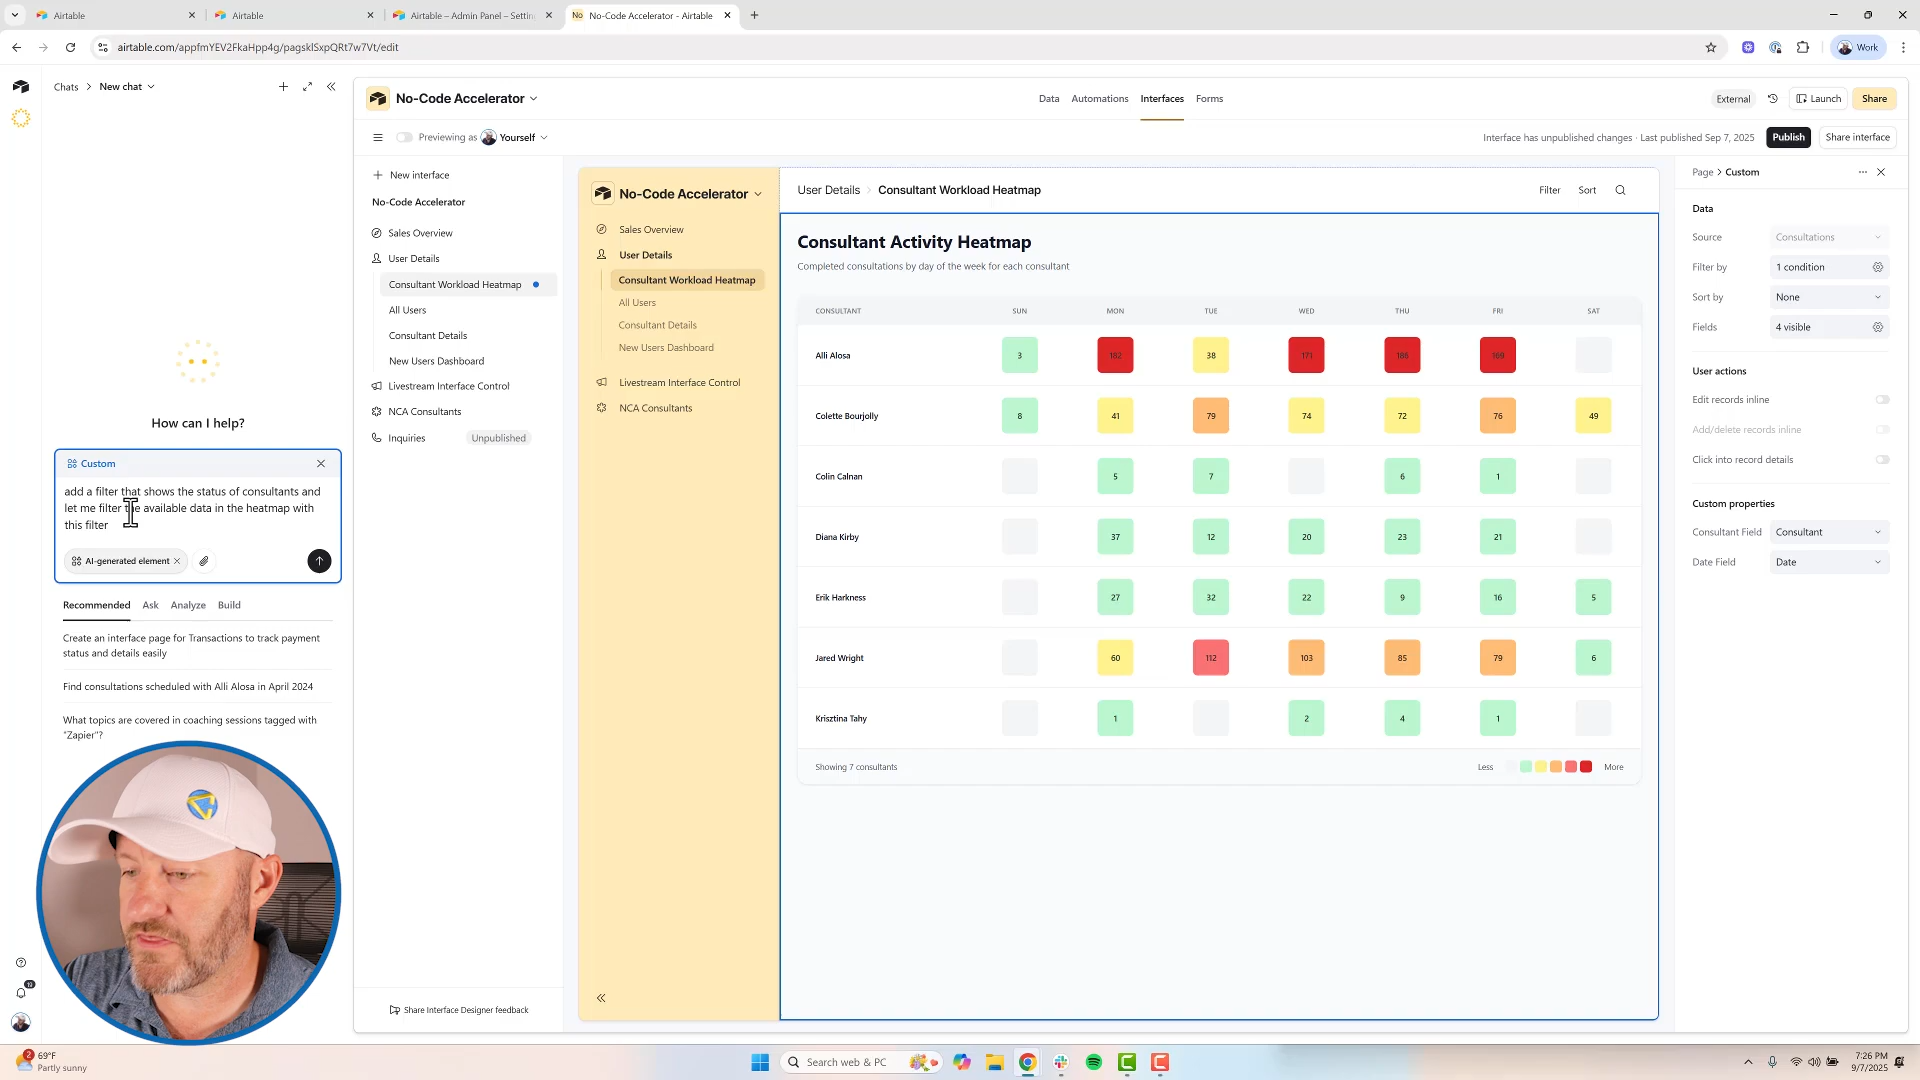 Airtable
Airtable
Airtable – Admin Panel – Setting
No-Code Accelerator - Airtable
airtable.com/appfmYEV2FkaHpp4g/pagsklSxpQRt7w7Vt/edit
Work
Chats
New chat
No-Code Accelerator
Data
Automations
Interfaces
Forms
External
Launch
Share
Previewing as
Yourself
Interface has unpublished changes · Last published Sep 7, 2025
Publish
Share interface
How can I help?
Custom
add a filter that shows the status of consultants and
let me filter the available data in the heatmap with
this filter
AI-generated element
Recommended
Ask
Analyze
Build
Create an interface page for Transactions to track payment
status and details easily
Find consultations scheduled with Alli Alosa in April 2024
What topics are covered in coaching sessions tagged with
"Zapier"?
New interface
No-Code Accelerator
Sales Overview
User Details
Consultant Workload Heatmap
All Users
Consultant Details
New Users Dashboard
Livestream Interface Control
NCA Consultants
Inquiries
Unpublished
Share Interface Designer feedback
No-Code Accelerator
Sales Overview
User Details
Consultant Workload Heatmap
All Users
Consultant Details
New Users Dashboard
Livestream Interface Control
NCA Consultants
User Details
Consultant Workload Heatmap
Filter
Sort
Consultant Activity Heatmap
Completed consultations by day of the week for each consultant
CONSULTANT SUN MON TUE WED THU FRI SAT
Alli Alosa 3 182 38 171 186 168
Colette Bourjolly 8 41 79 74 72 76 49
Colin Calnan 5 7 6 1
Diana Kirby 37 12 20 23 21
Erik Harkness 27 32 22 9 16 5
Jared Wright 60 112 103 85 79 6
Krisztina Tahy 1 2 4 1
Showing 7 consultants
Less
More
Page
Custom
Data
Source Consultations
Filter by 1 condition
Sort by None
Fields 4 visible
User actions
Edit records inline
Add/delete records inline
Click into record details
Custom properties
Consultant Field Consultant
Date Field Date
19
2
69°F
Partly sunny
Search web & PC
7:26 PM
9/7/2025